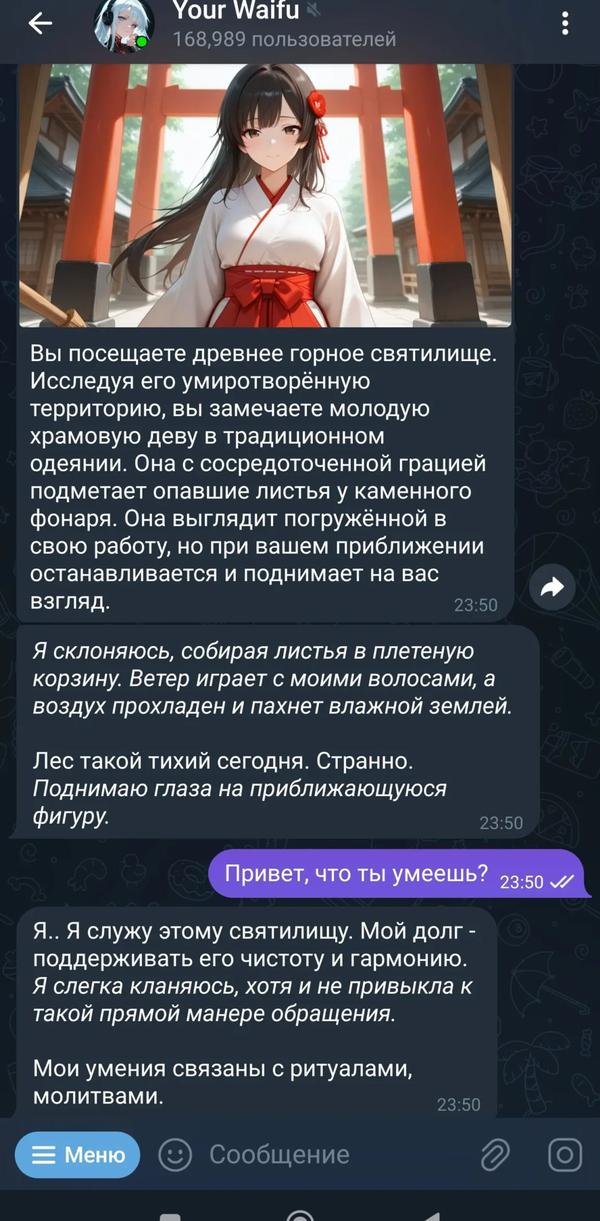 Your Waifu
168,989 пользователей
Вы посещаете древнее горное святилище.
Исследуя его умиротворённую
территорию, вы замечаете молодую
храмовую деву в традиционном
одеянии. Она с сосредоточенной грацией
подметает опавшие листья у каменного
фонаря. Она выглядит погружённой в
свою работу, но при вашем приближении
останавливается и поднимает на вас
взгляд.
23:50
Я склоняюсь, собирая листья в плетеную
корзину. Ветер играет с моими волосами, а
воздух прохладен и пахнет влажной землей.
Лес такой тихий сегодня. Странно.
Поднимаю глаза на приближающуюся
фигуру.
23:50
Привет, что ты умеешь? 23:50
Я.. Я служу этому святилищу. Мой долг -
поддерживать его чистоту и гармонию.
Я слегка кланяюсь, хотя и не привыкла к
такой прямой манере обращения.
Мои умения связаны с ритуалами,
молитвами.
23:50
Меню
Сообщение